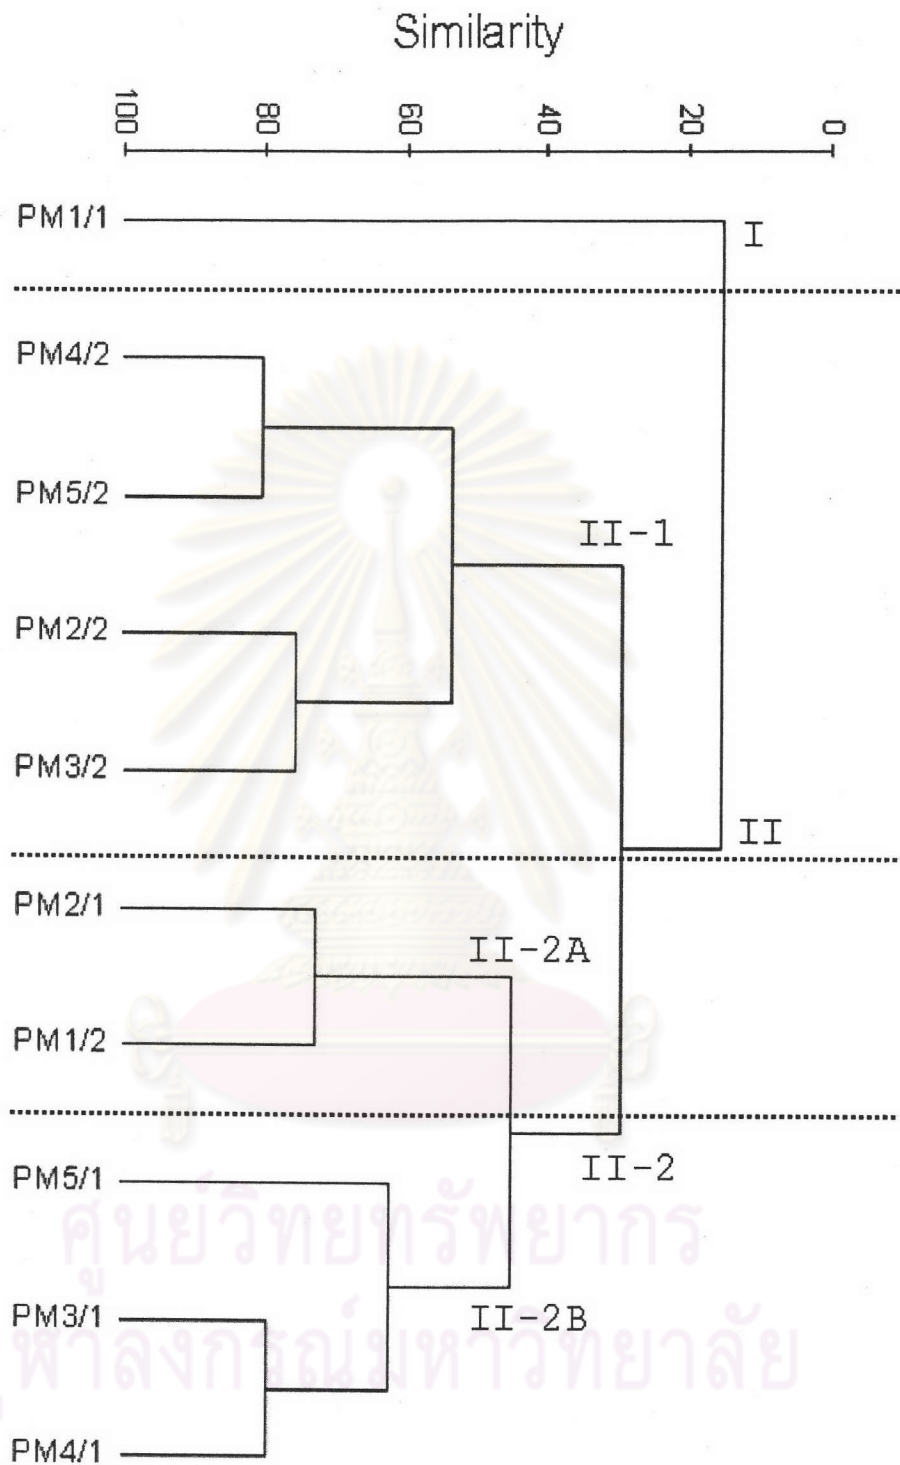 Similarity
100 80 60 40 20 0
PM1/1
I
PM4/2
PM5/2
II-1
PM2/2
PM3/2
II
PM2/1
II-2A
PM1/2
II-2
PM5/1
ศูนย์วิทยทรัพยากร
PM3/1
II-2B
จุฬาลงกรณ์มหาวิทยาลัย
PM4/1